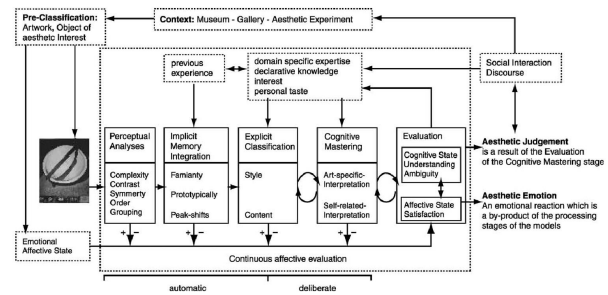 Pre-Classification:
Artwork, Object of
aesthetc Interest
Context: Museum - Gallery - Aesthetic Experiment
previous
experience
domain specific expertise
declarative knowledge
interest
personal taste
Social Interaction
Discourse
Perceptual
Analyses
Complexity
Contrast
Symmerty
Order
Grouping
Implicit
Memory
Integration
Famianty
Prototypically
Peak-shifts
Explicit
Classification
Style
Content
Cognitive
Mastering
Art-specific-
Interpretation
Self-related-
Interpretation
Evaluation
Cognitive State
Understanding
Ambiguity
Affective State
Satisfaction
Aesthetic Judgement
is a result of the Evaluation
of the Cognitive Mastering stage
Aesthetic Emotion
An emotional reaction which is
a by-product of the processing
stages of the models
Emotional
Affective State
+ −
+ −
+ −
+ −
Continuous affective evaluation
automatic
deliberate